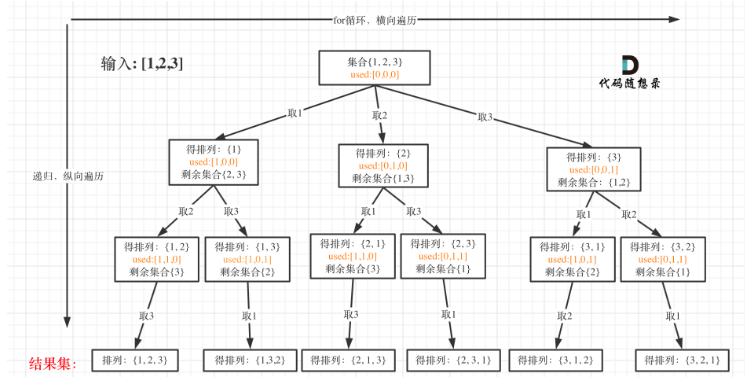 for循环、横向遍历
输入: [1,2,3]
集合{1, 2, 3}
used:[0,0,0]
代码随想录
取1
取2
取3
得排列：{1}
used:[1,0,0]
剩余集合{2, 3}
得排列：{2}
used:[0,1,0]
剩余集合{1,3}
得排列：{3}
used:[0,0,1]
剩余集合：{1,2}
递归、纵向遍历
取2
取3
取1
取3
取1
取2
得排列：{1,2}
used:[1,1,0]
剩余集合{3}
得排列：{1, 3}
used:[1,0,1]
剩余集合{2}
得排列：{2,1}
used:[1,1,0]
剩余集合{3}
得排列：{2, 3}
used:[0,1,1]
剩余集合{1}
得排列：{3, 1}
used:[1,0,1]
剩余集合{2}
得排列：{3,2}
used:[0,1,1]
剩余集合{1}
取3
取1
取3
取1
取2
取1
结果集：
排列：{1, 2, 3}
得排列：{1,3,2}
得排列：{2, 1, 3}
得排列：{2, 3, 1}
得排列：{3, 1, 2}
得排列：{3, 2, 1}